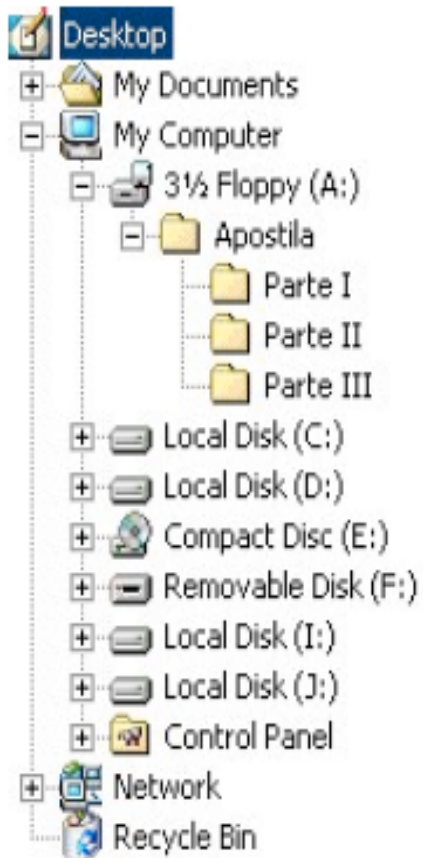 Desktop
My Documents
My Computer
3½ Floppy (A:)
Apostila
Parte I
Parte II
Parte III
Local Disk (C:)
Local Disk (D:)
Compact Disc (E:)
Removable Disk (F:)
Local Disk (I:)
Local Disk (J:)
Control Panel
Network
Recycle Bin